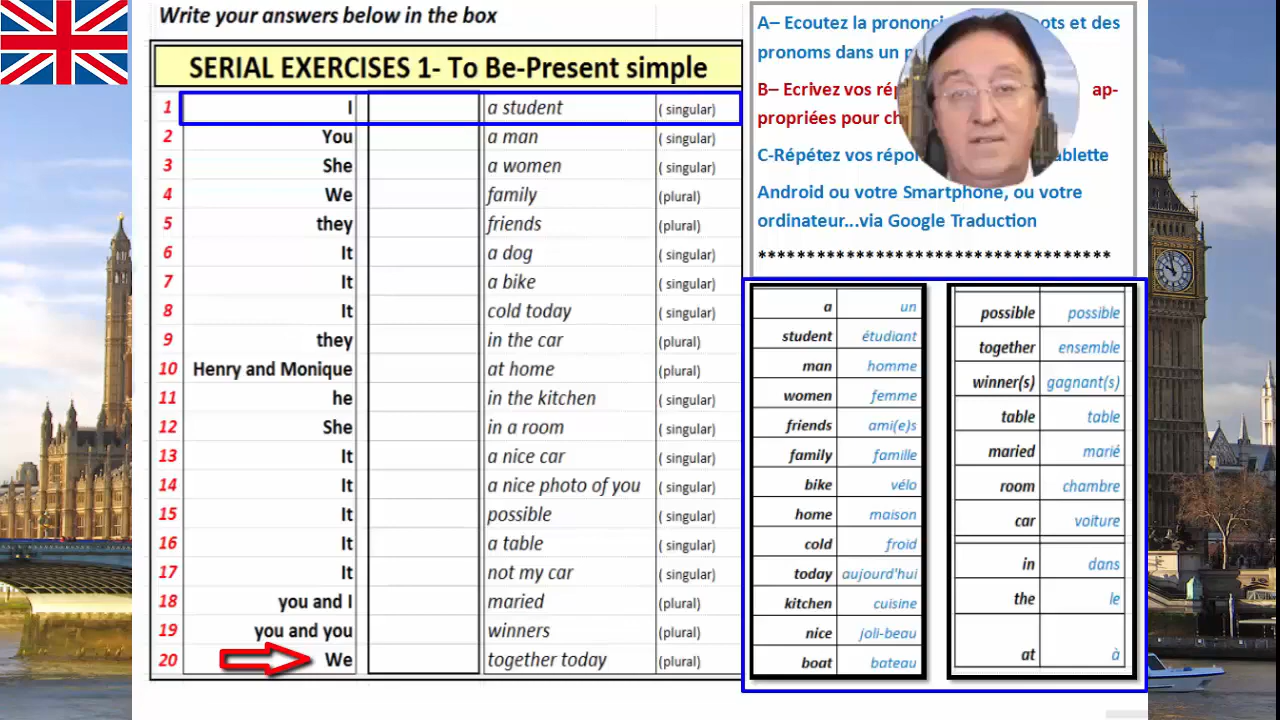 Write your answers below in the box
SERIAL EXERCISES 1- To Be-Present simple
1 I a student ( singular)
2 You a man ( singular)
3 She a women ( singular)
4 We family (plural)
5 they friends (plural)
6 It a dog ( singular)
7 It a bike ( singular)
8 It cold today ( singular)
9 they in the car (plural)
10 Henry and Monique at home (plural)
11 he in the kitchen ( singular)
12 She in a room ( singular)
13 It a nice car ( singular)
14 It a nice photo of you ( singular)
15 It possible ( singular)
16 It a table ( singular)
17 It not my car ( singular)
18 you and I maried (plural)
19 you and you winners (plural)
20 We together today (plural)
A– Ecoutez la et des
pronoms dans un
B– Ecrivez vos ap-
propriées pour
C-Répétez vos
Android ou votre Smartphone, ou votre
ordinateur...via Google Traduction
************************************
a un
student étudiant
man homme
women femme
friends ami(e)s
family famille
bike vélo
home maison
cold froid
today aujourd'hui
kitchen cuisine
nice joli-beau
boat bateau
possible possible
together ensemble
winner(s) gagnant(s)
table table
maried marié
room chambre
car voiture
in dans
the le
at à